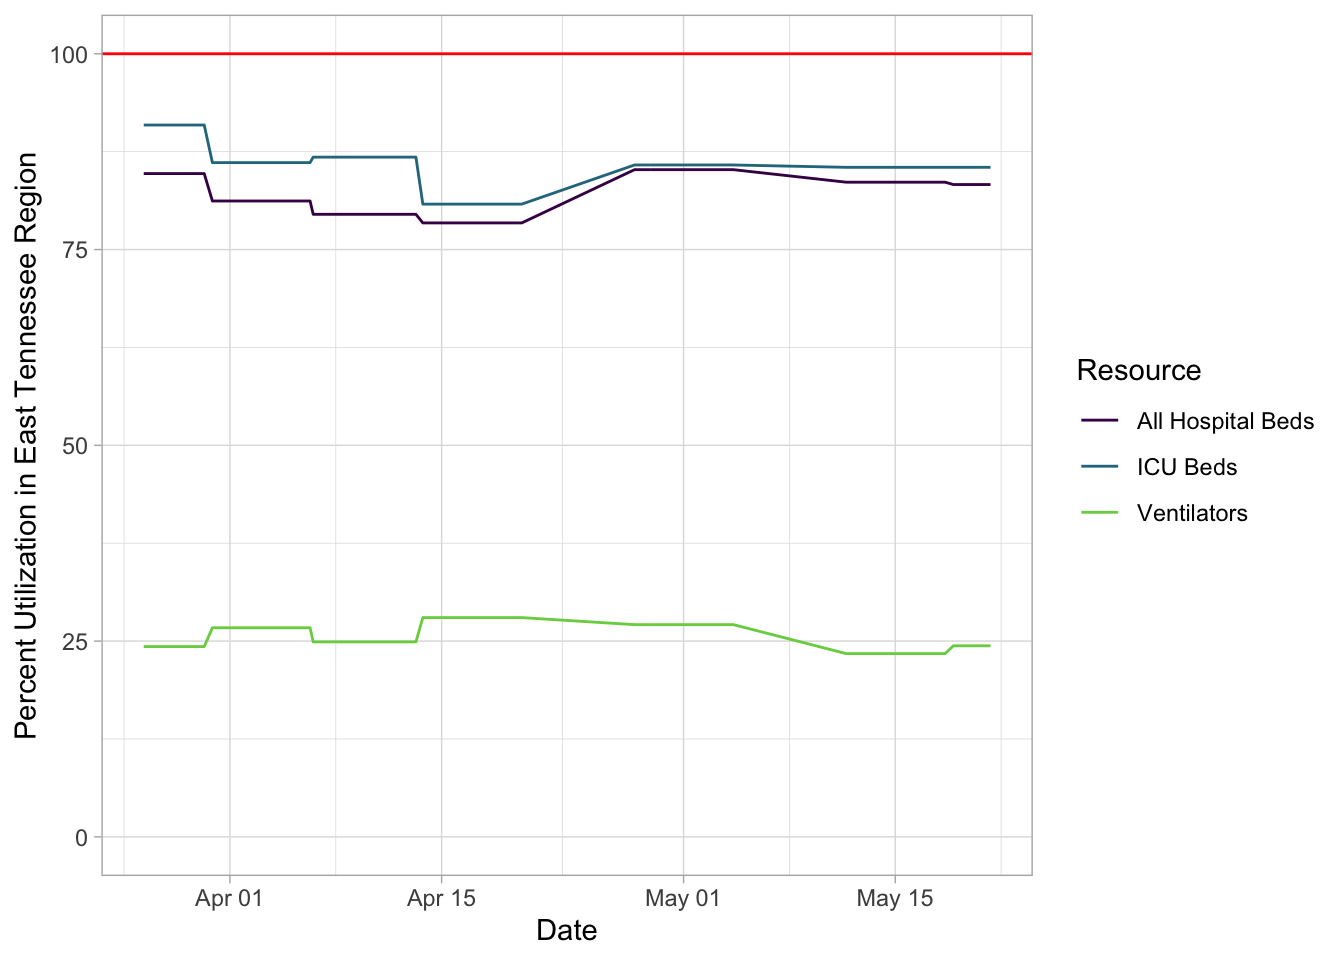 Percent Utilization in East Tennessee Region
100
75
50
25
0
Apr 01
Apr 15
May 01
May 15
Date
Resource
All Hospital Beds
ICU Beds
Ventilators